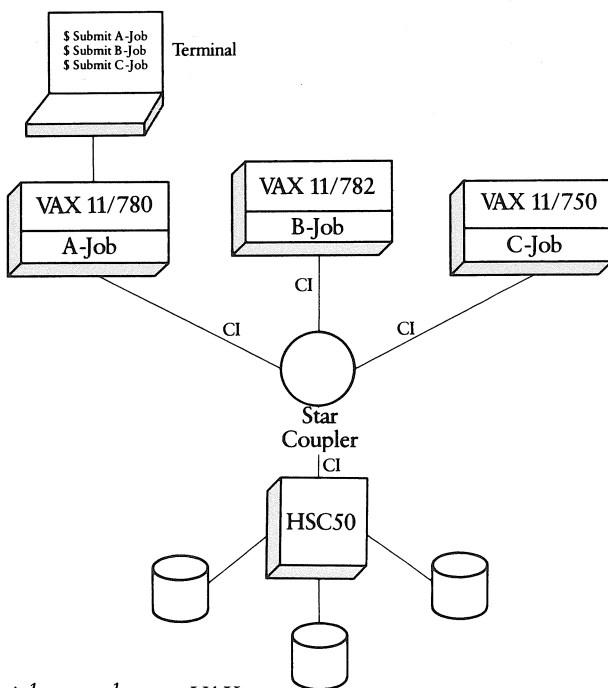 $ Submit A-Job
$ Submit B-Job
$ Submit C-Job
Terminal
VAX 11/780
A-Job
VAX 11/782
B-Job
VAX 11/750
C-Job
CI
CI
CI
Star
Coupler
CI
HSC50
VAX